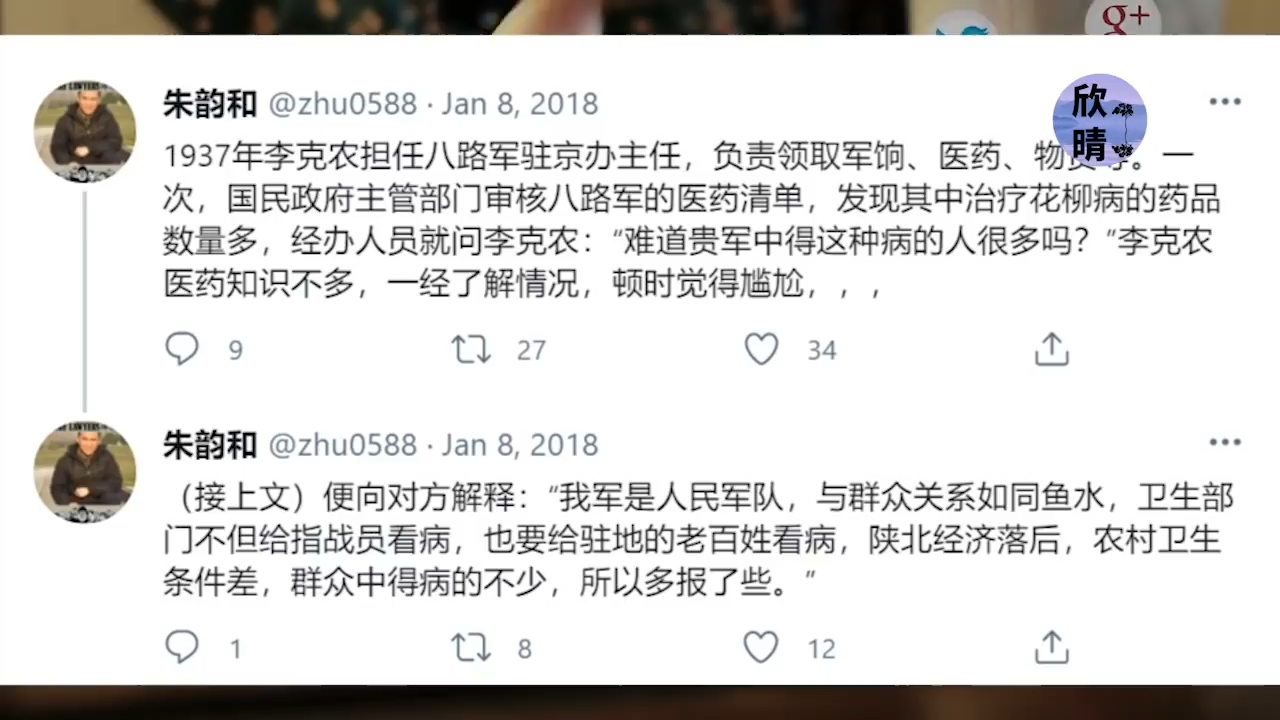 g+
朱韵和 @zhu0588 · Jan 8, 2018
欣
晴
1937年李克农担任八路军驻京办主任，负责领取军饷、医药、物资等。一
次，国民政府主管部门审核八路军的医药清单，发现其中治疗花柳病的药品
数量多，经办人员就问李克农：“难道贵军中得这种病的人很多吗？”李克农
医药知识不多，一经了解情况，顿时觉得尴尬，，，
9 27 34
朱韵和 @zhu0588 · Jan 8, 2018
（接上文）便向对方解释：“我军是人民军队，与群众关系如同鱼水，卫生部
门不但给指战员看病，也要给驻地的老百姓看病，陕北经济落后，农村卫生
条件差，群众中得病的不少，所以多报了些。”
1 8 12